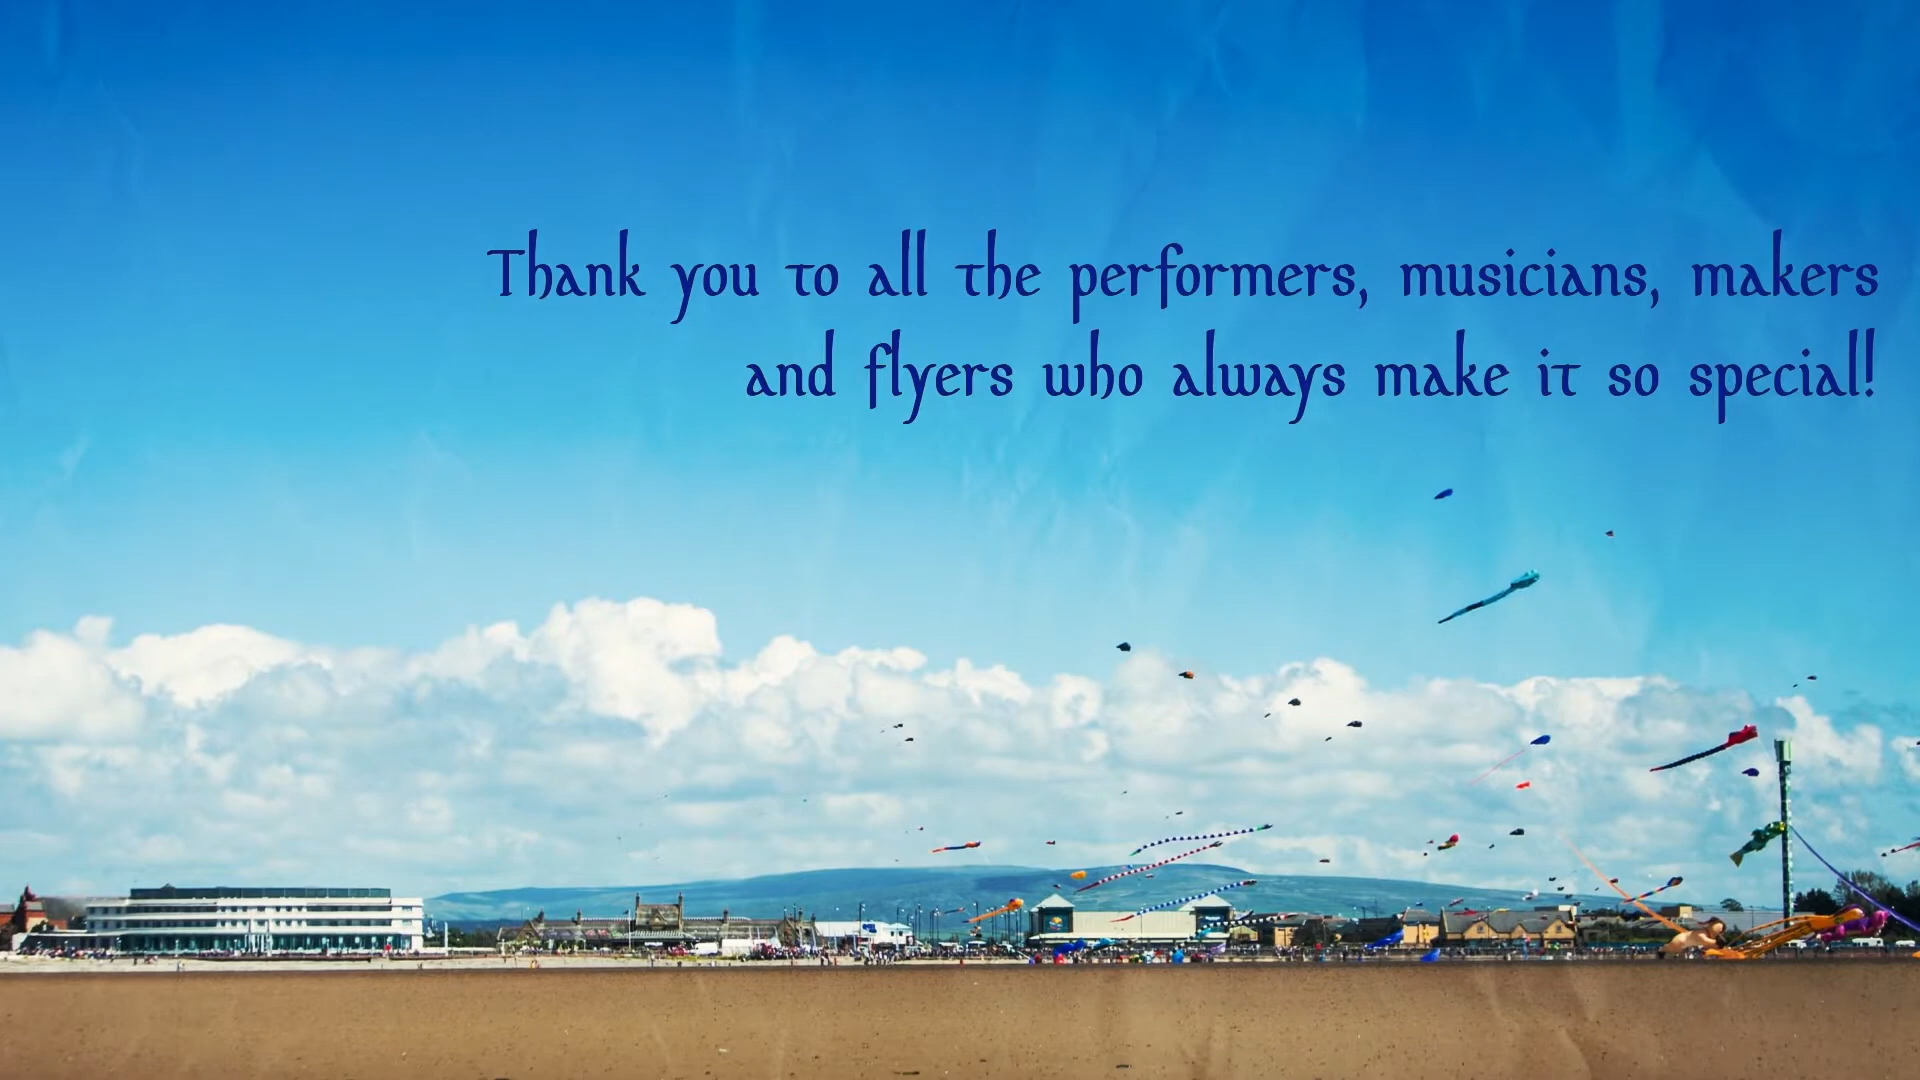 Thank you to all the performers, musicians, makers
and flyers who always make it so special!